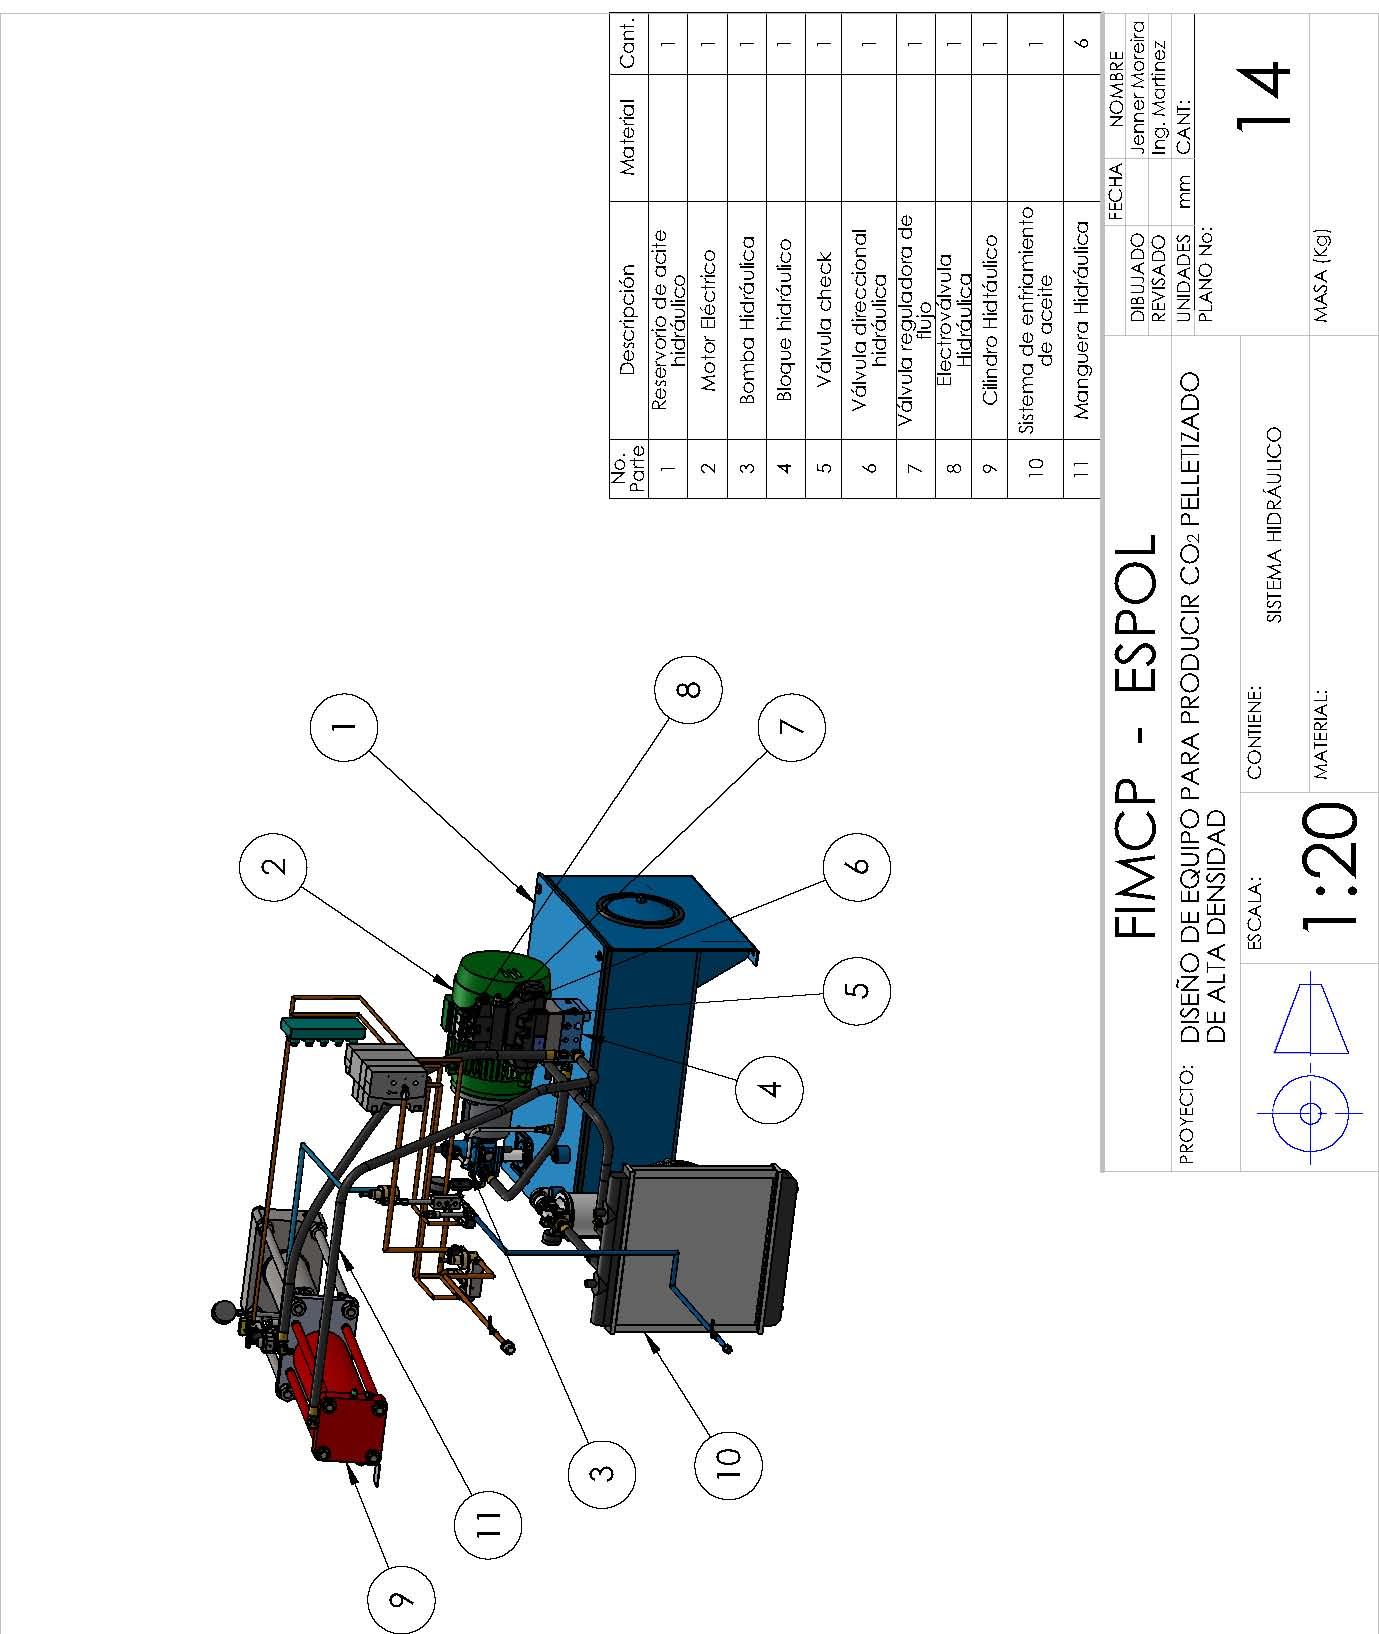 1
2
8
7
6
5
4
3
10
11
9
No. Parte Descripción Material Cant.
1 Reservorio de acite hidráulico 1
2 Motor Eléctrico 1
3 Bomba Hidráulica 1
4 Bloque hidráulico 1
5 Válvula check 1
6 Válvula direccional hidráulica 1
7 Válvula reguladora de flujo 1
8 Electroválvula Hidráulica 1
9 Cilindro Hidtáulico 1
10 Sistema de enfriamiento de aceite 1
11 Manguera Hidráulica 6
FIMCP - ESPOL
FECHA NOMBRE
DIBUJADO Jenner Moreira
REVISADO Ing. Martinez
UNIDADES mm CANT:
PROYECTO: DISEÑO DE EQUIPO PARA PRODUCIR CO2 PELLETIZADO
DE ALTA DENSIDAD
PLANO No:
14
ESCALA:
1:20
CONTIENE:
SISTEMA HIDRÁULICO
MATERIAL:
MASA (Kg)